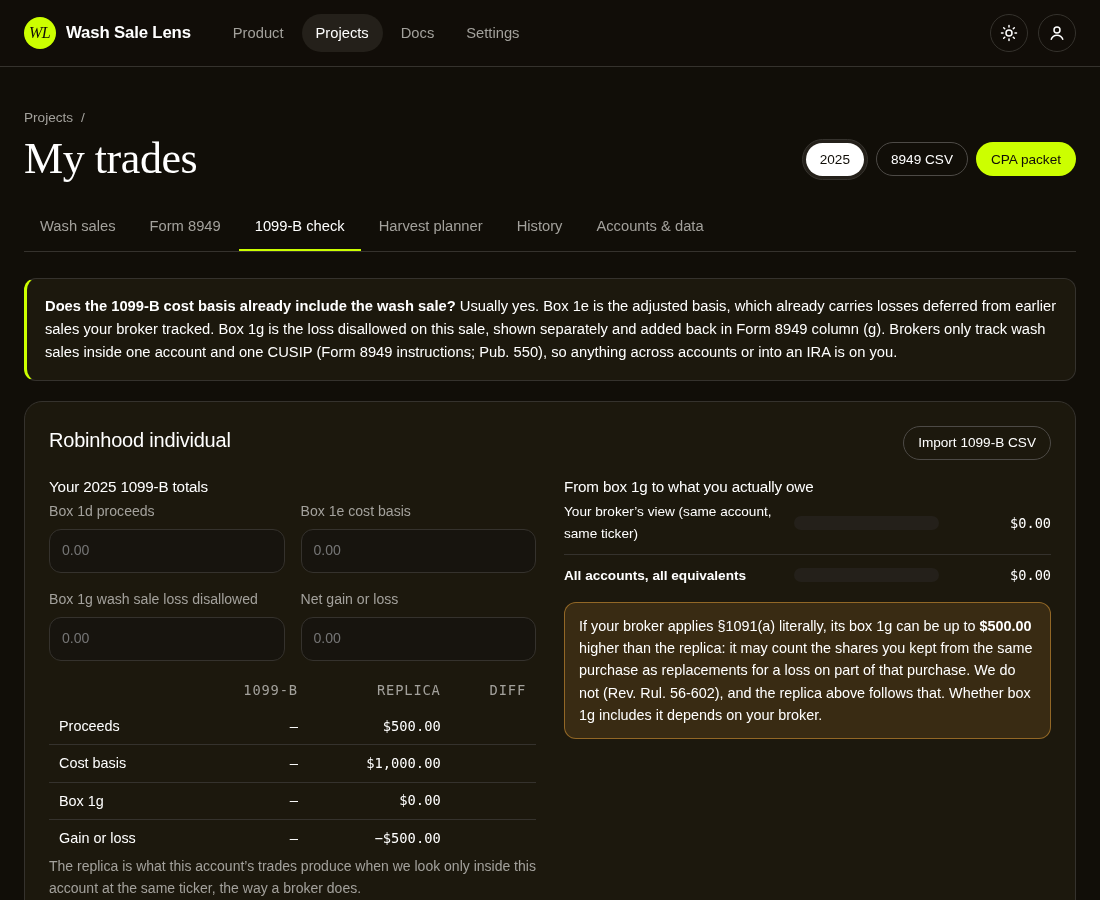 WL Wash Sale Lens Product Projects Docs Settings
Projects /
My trades
2025 8949 CSV CPA packet
Wash sales Form 8949 1099-B check Harvest planner History Accounts & data
Does the 1099-B cost basis already include the wash sale? Usually yes. Box 1e is the adjusted basis, which already carries losses deferred from earlier
sales your broker tracked. Box 1g is the loss disallowed on this sale, shown separately and added back in Form 8949 column (g). Brokers only track wash
sales inside one account and one CUSIP (Form 8949 instructions; Pub. 550), so anything across accounts or into an IRA is on you.
Robinhood individual
Import 1099-B CSV
Your 2025 1099-B totals
Box 1d proceeds Box 1e cost basis
0.00 0.00
Box 1g wash sale loss disallowed Net gain or loss
0.00 0.00
1099-B REPLICA DIFF
Proceeds – $500.00
Cost basis – $1,000.00
Box 1g – $0.00
Gain or loss – −$500.00
The replica is what this account's trades produce when we look only inside this
account at the same ticker, the way a broker does.
From box 1g to what you actually owe
Your broker's view (same account,
same ticker) $0.00
All accounts, all equivalents $0.00
If your broker applies §1091(a) literally, its box 1g can be up to $500.00
higher than the replica: it may count the shares you kept from the same
purchase as replacements for a loss on part of that purchase. We do
not (Rev. Rul. 56-602), and the replica above follows that. Whether box
1g includes it depends on your broker.